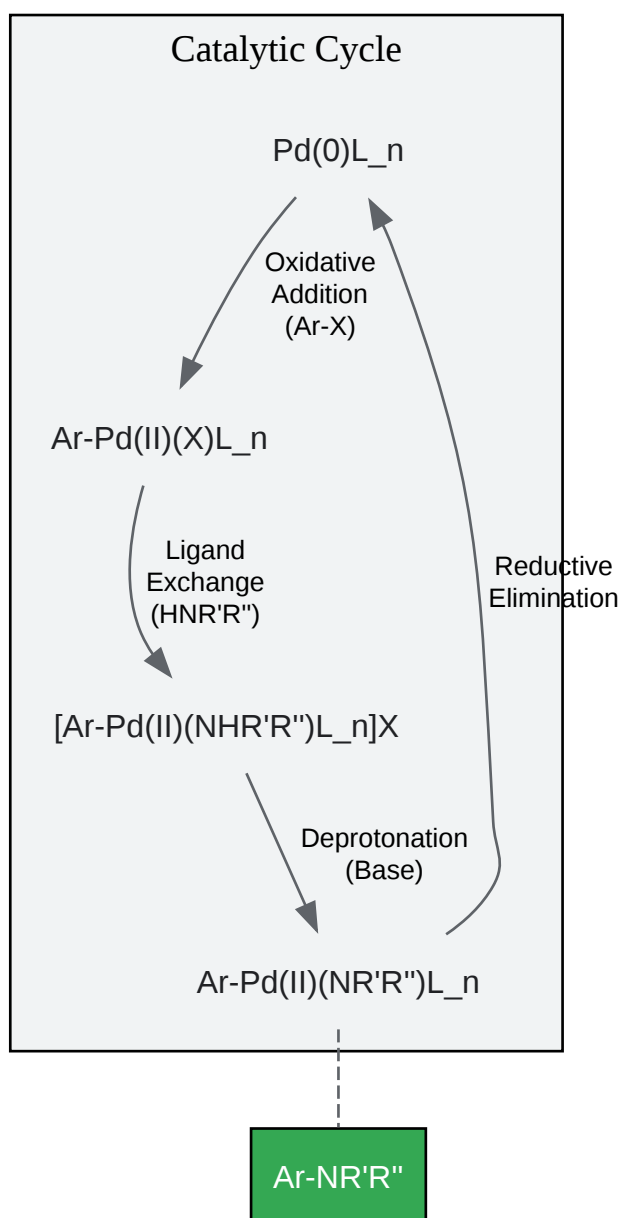 Catalytic Cycle
Pd(0)L_n
Oxidative
Addition
(Ar-X)
Ar-Pd(II)(X)L_n
Ligand
Exchange
(HNR'R'')
Reductive
Elimination
[Ar-Pd(II)(NHR'R'')L_n]X
Deprotonation
(Base)
Ar-Pd(II)(NR'R'')L_n
Ar-NR'R''